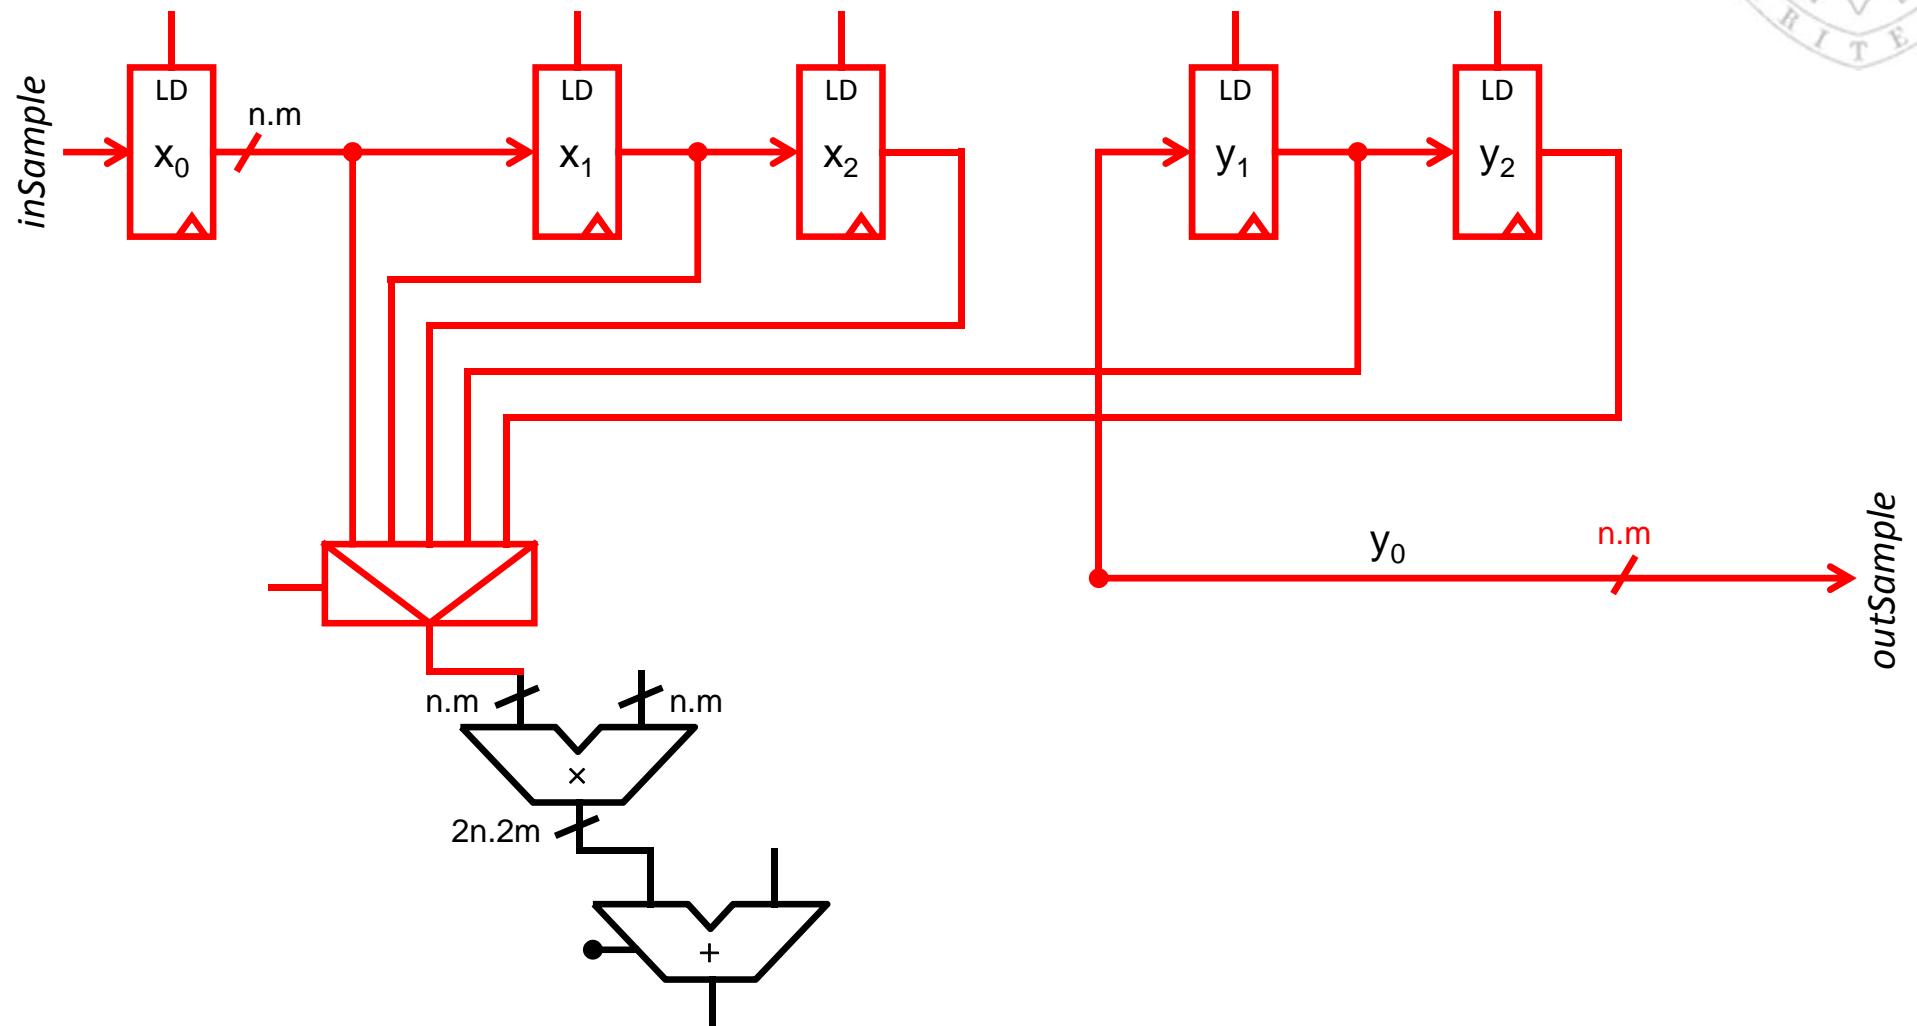 LD
LD
LD
LD
LD
inSample
n.m
x₀
x₁
x₂
y₁
y₂
y₀
n.m
outSample
n.m
n.m
×
2n.2m
+
R I T E